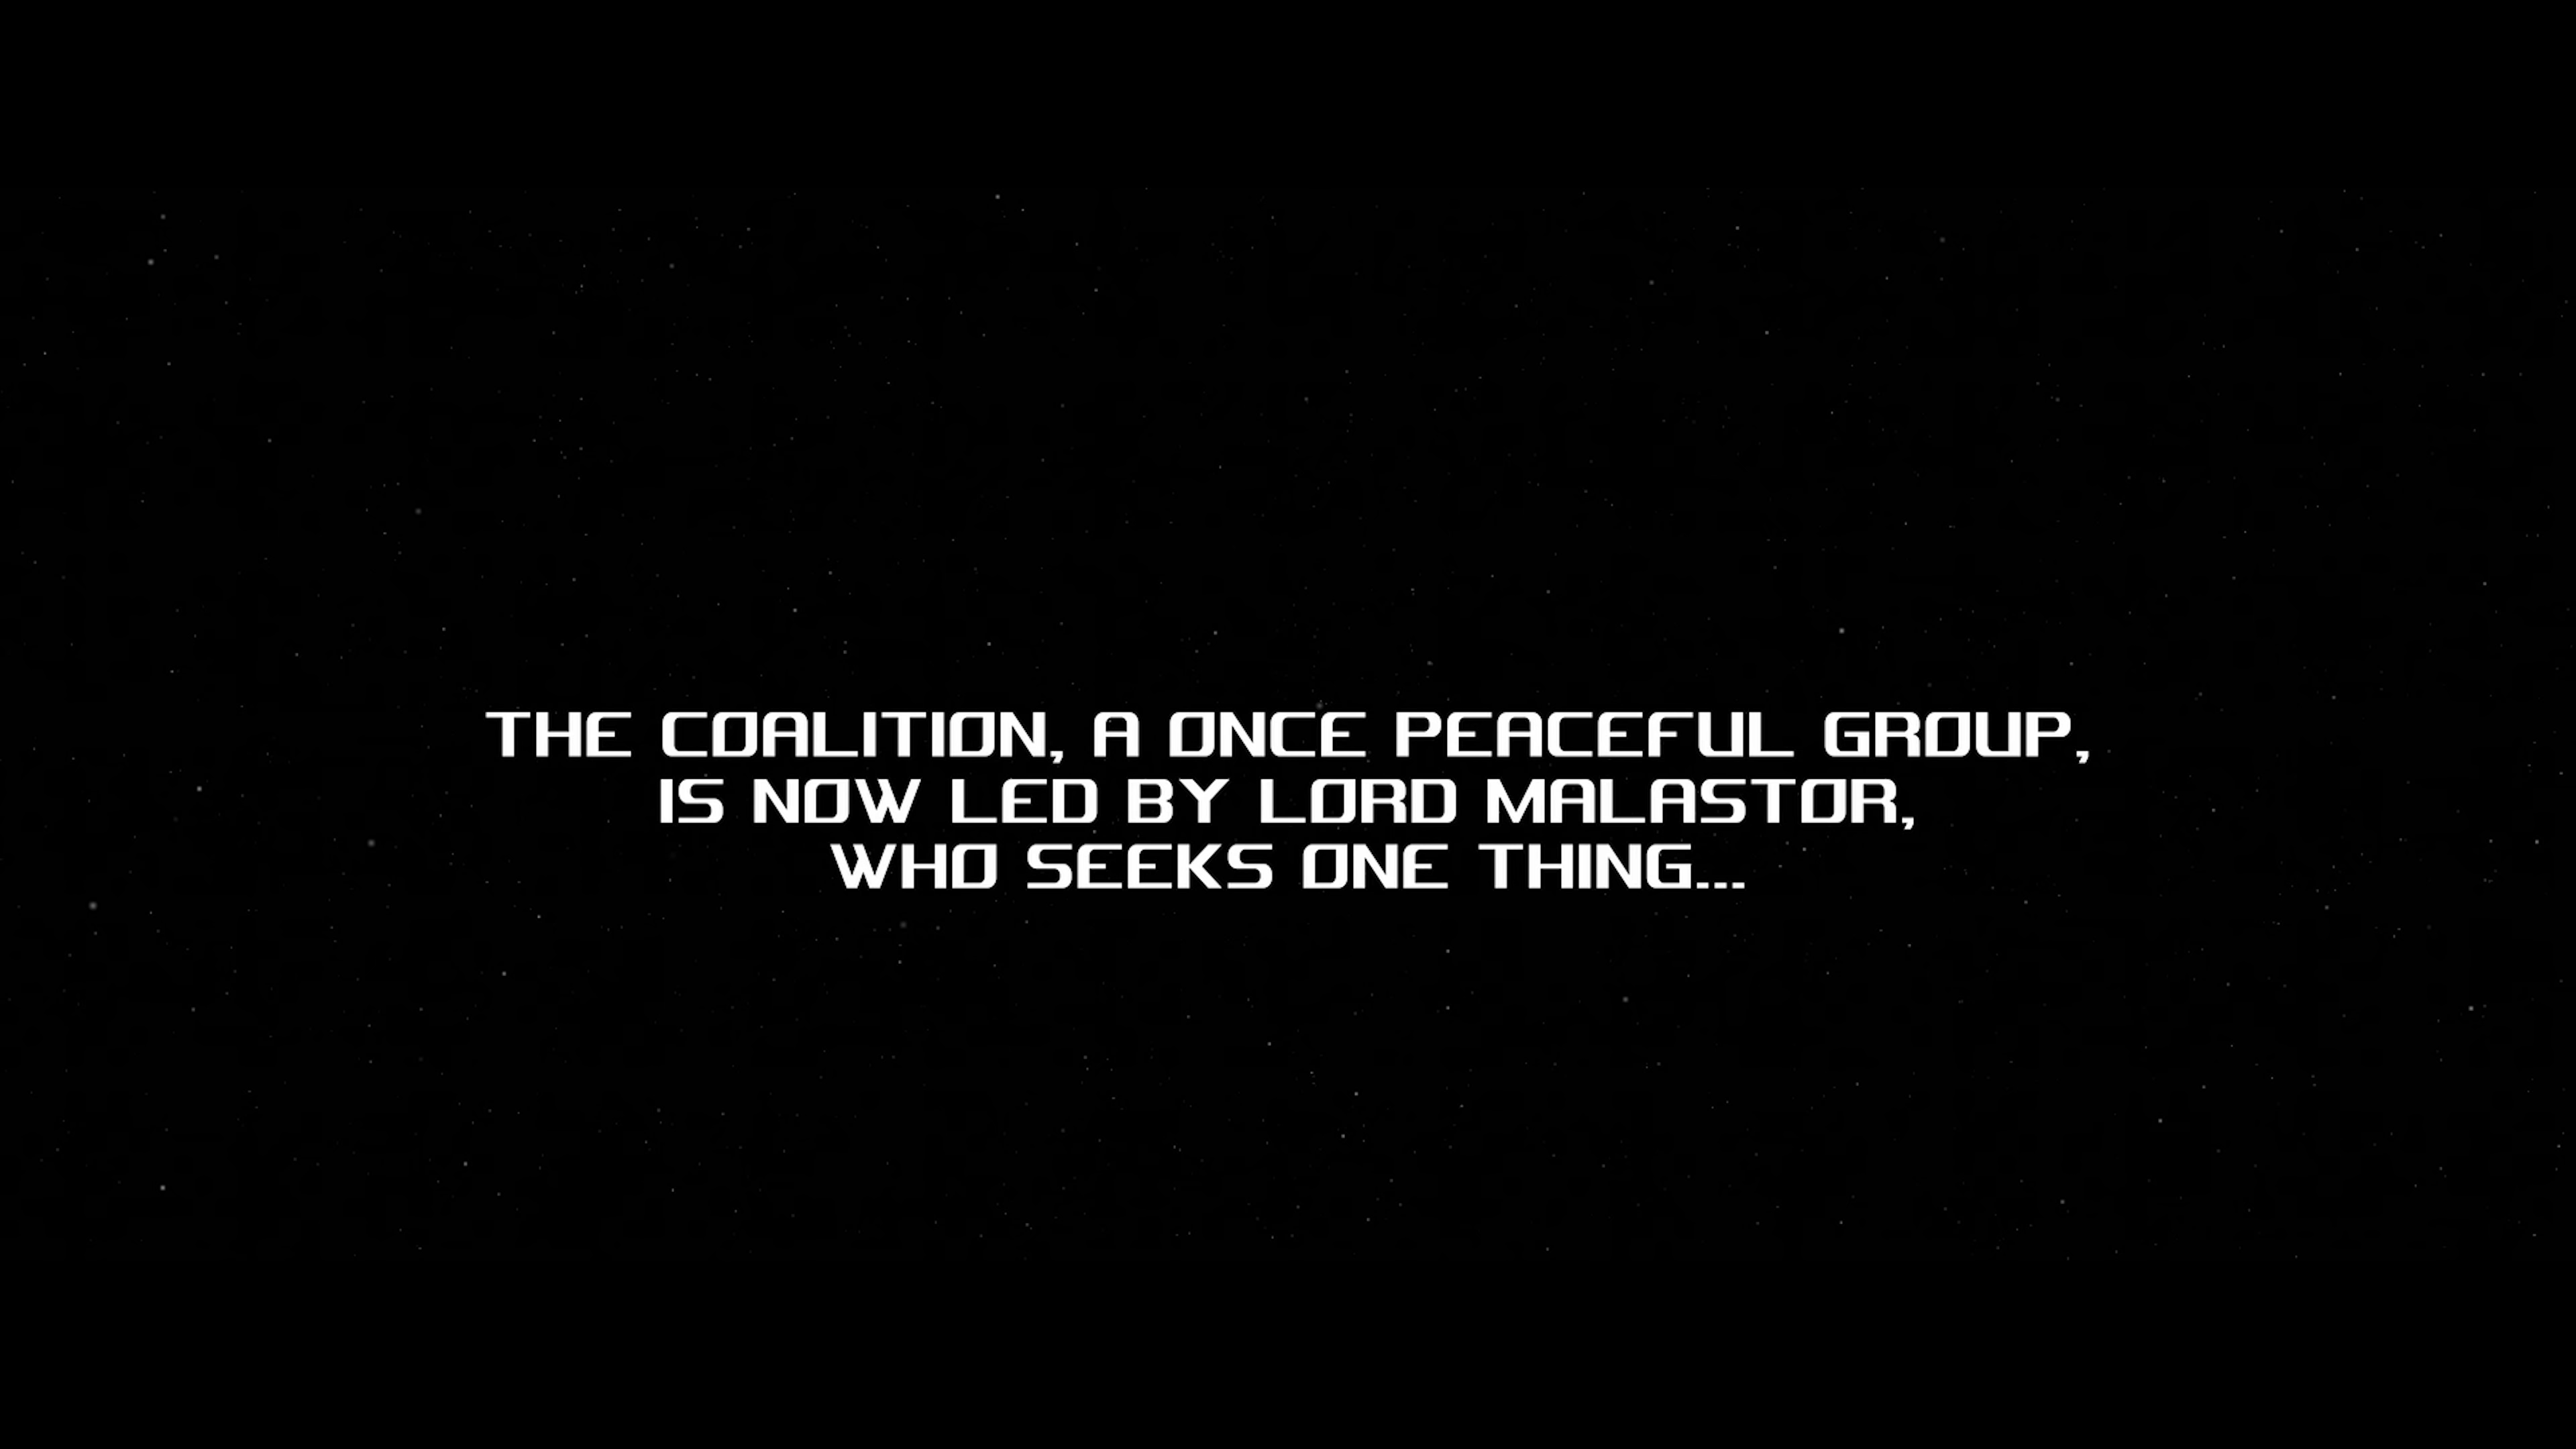 THE COALITION, A ONCE PEACEFUL GROUP,
IS NOW LED BY LORD MALASTOR,
WHO SEEKS ONE THING...